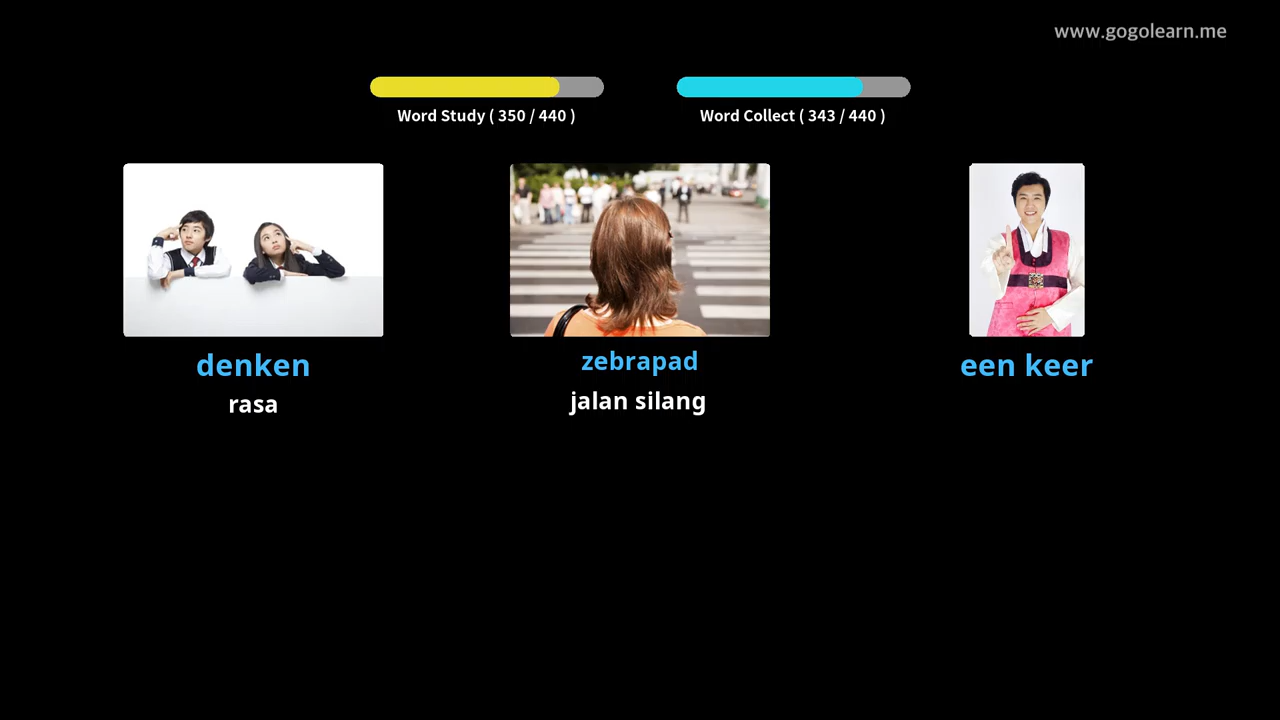 www.gogolearn.me
Word Study ( 350 / 440 )
Word Collect ( 343 / 440 )
denken
rasa
zebrapad
jalan silang
een keer